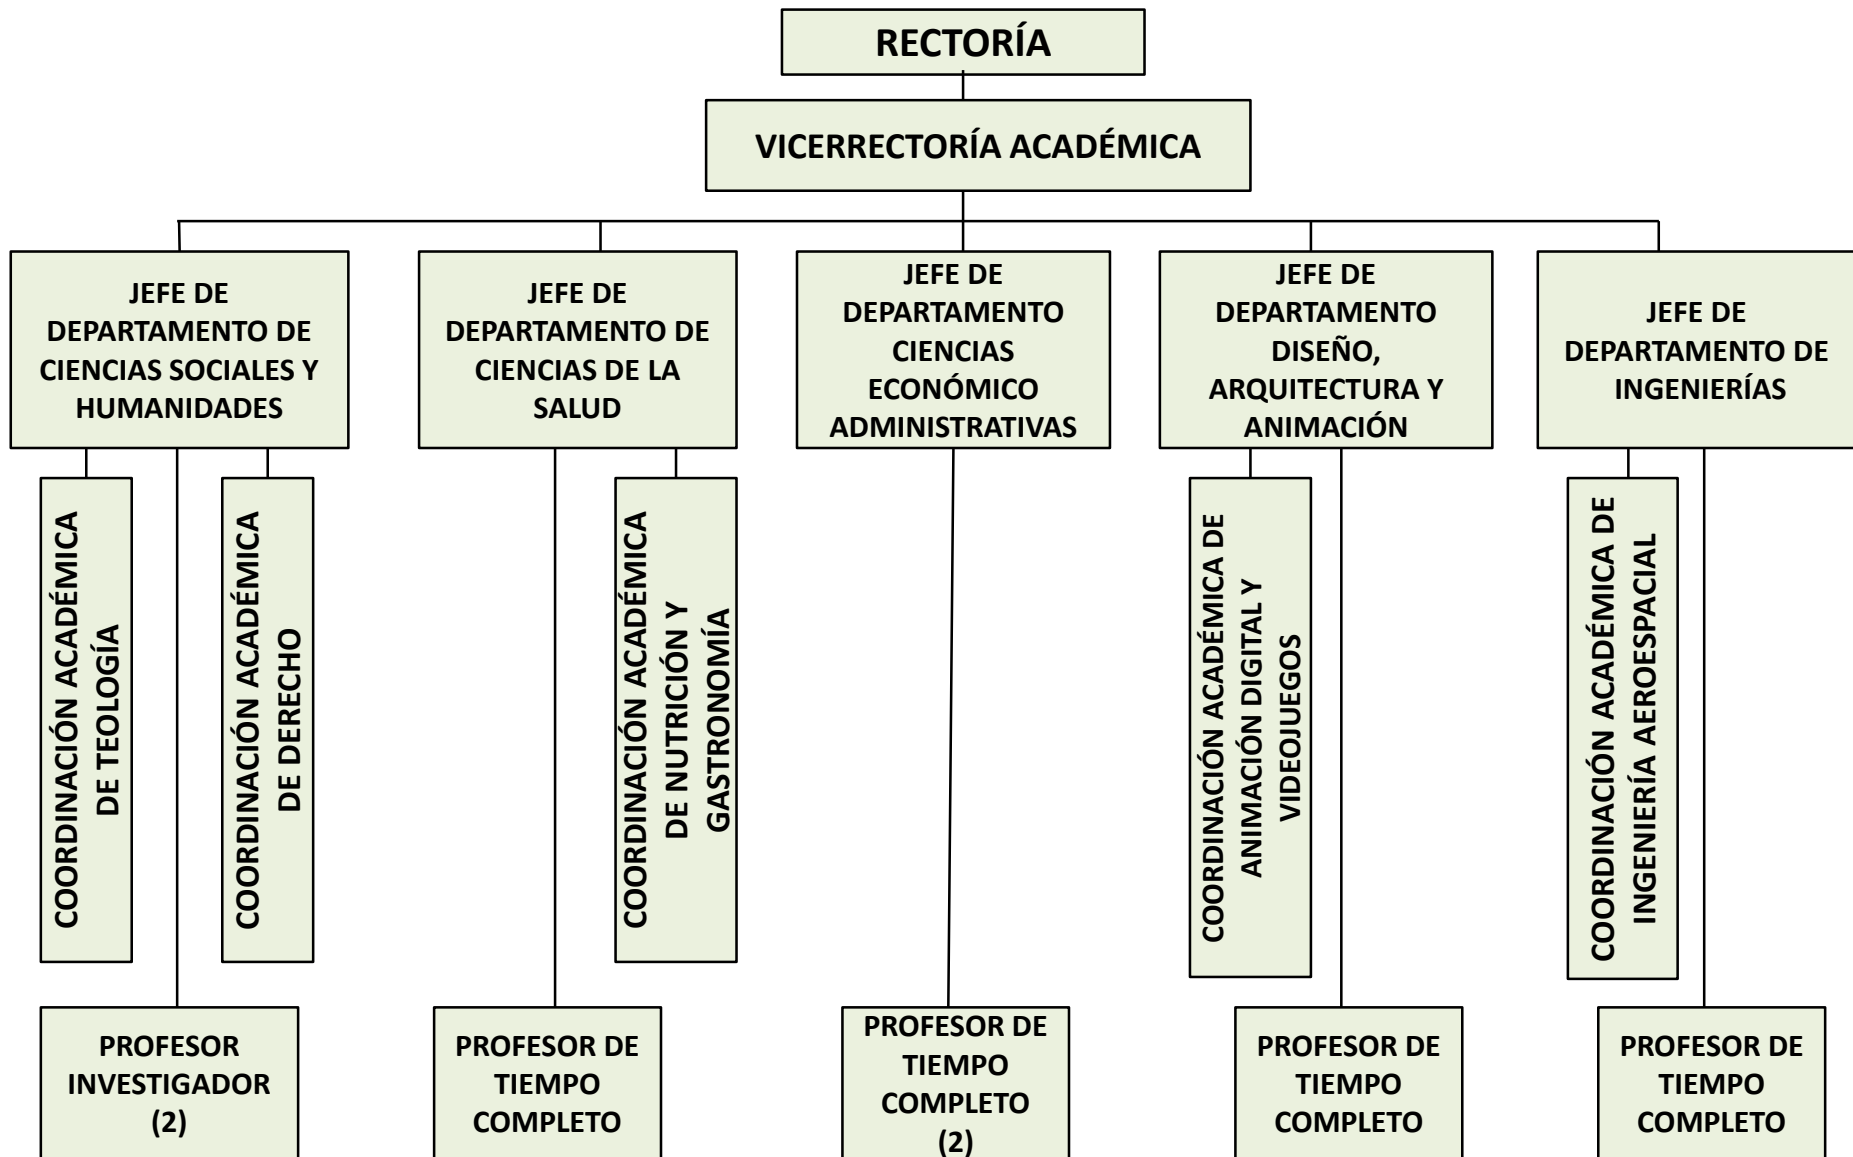 RECTORÍA
VICERRECTORÍA ACADÉMICA
JEFE DE
DEPARTAMENTO DE
CIENCIAS SOCIALES Y
HUMANIDADES
JEFE DE
DEPARTAMENTO DE
CIENCIAS DE LA
SALUD
JEFE DE
DEPARTAMENTO
CIENCIAS
ECONÓMICO
ADMINISTRATIVAS
JEFE DE
DEPARTAMENTO
DISEÑO,
ARQUITECTURA Y
ANIMACIÓN
JEFE DE
DEPARTAMENTO DE
INGENIERÍAS
COORDINACIÓN ACADÉMICA
DE TEOLOGÍA
COORDINACIÓN ACADÉMICA
DE DERECHO
COORDINACIÓN ACADÉMICA
DE NUTRICIÓN Y
GASTRONOMÍA
COORDINACIÓN ACADÉMICA DE
ANIMACIÓN DIGITAL Y
VIDEOJUEGOS
COORDINACIÓN ACADÉMICA DE
INGENIERÍA AEROESPACIAL
PROFESOR
INVESTIGADOR
(2)
PROFESOR DE
TIEMPO
COMPLETO
PROFESOR DE
TIEMPO
COMPLETO
(2)
PROFESOR DE
TIEMPO
COMPLETO
PROFESOR DE
TIEMPO
COMPLETO